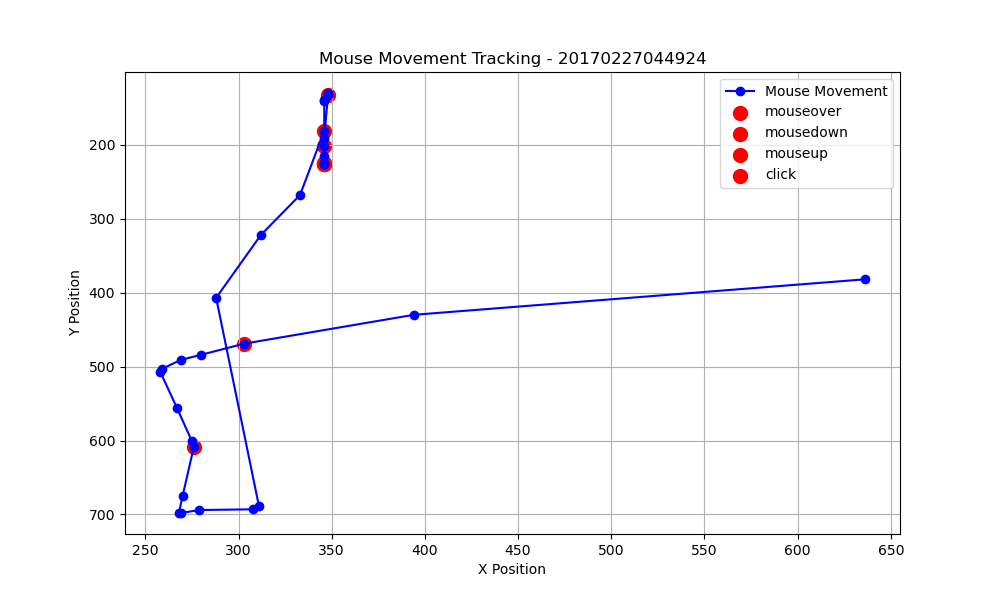 Mouse Movement Tracking - 20170227044924
Mouse Movement
mouseover
mousedown
mouseup
click
Y Position
200
300
400
500
600
700
250
300
350
400
450
500
550
600
650
X Position